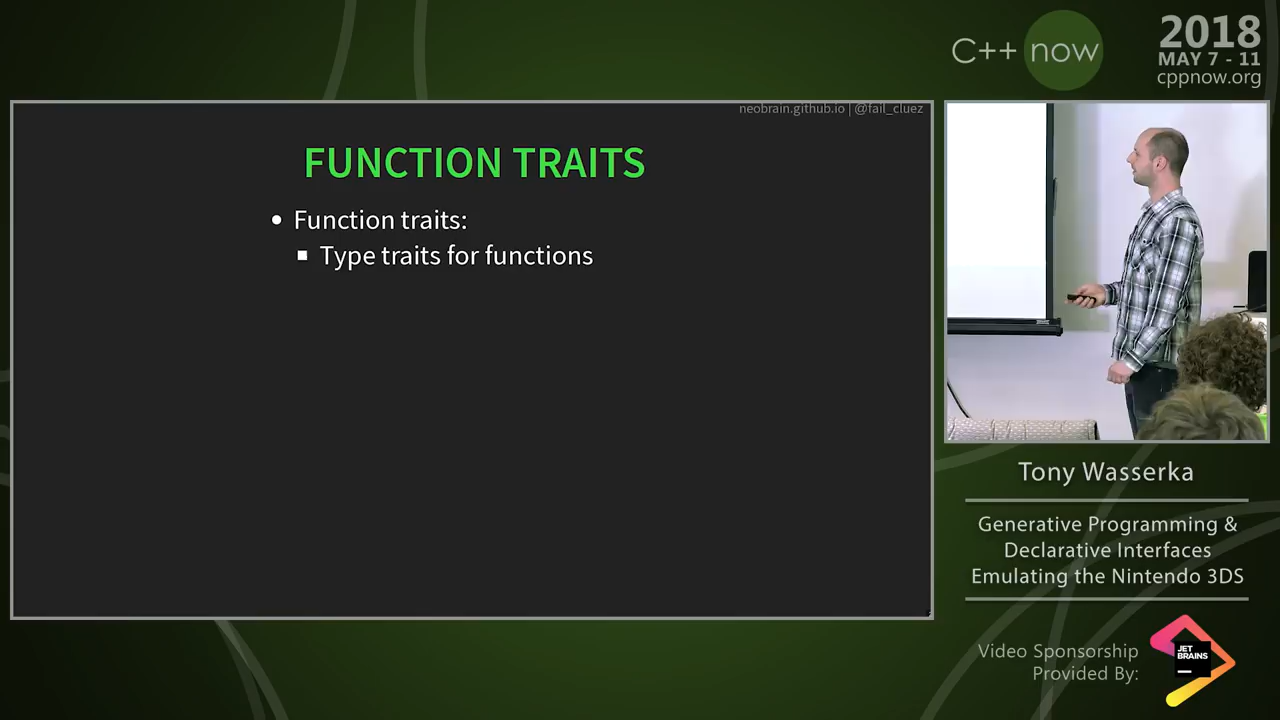 C++ now
2018
MAY 7 - 11
cppnow.org
neobrain.github.io | @fail_cluez
FUNCTION TRAITS
Function traits:
Type traits for functions
Tony Wasserka
Generative Programming &
Declarative Interfaces
Emulating the Nintendo 3DS
Video Sponsorship
Provided By:
JET
BRAINS